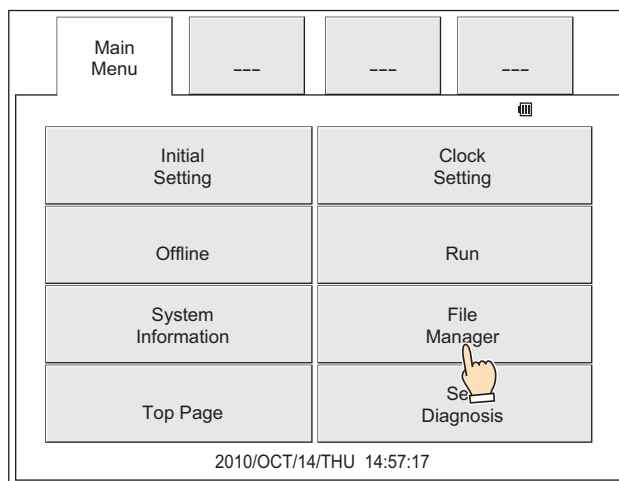 Main
Menu
---
---
---
Initial
Setting
Clock
Setting
Offline
Run
System
Information
File
Manager
Top Page
Diagnosis
2010/OCT/14/THU 14:57:17